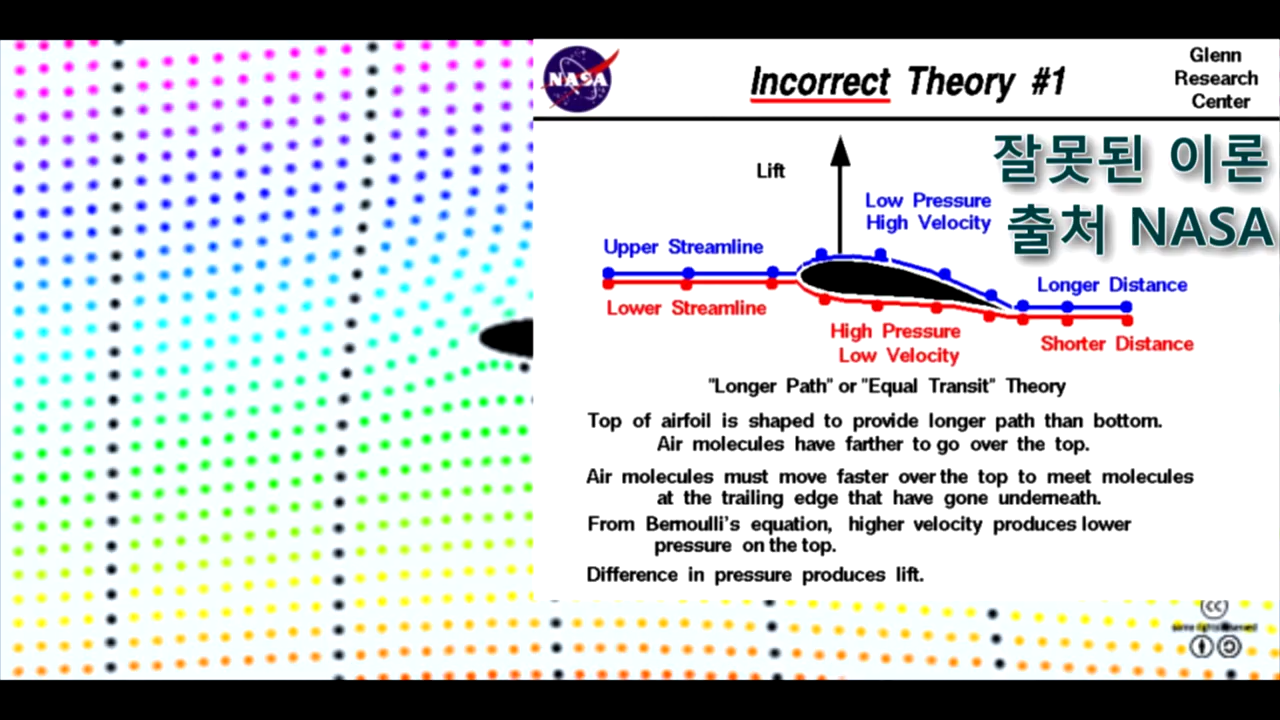 NASA
Incorrect Theory #1
Glenn
Research
Center
잘못된 이론
출처 NASA
Lift
Low Pressure
High Velocity
Upper Streamline
Lower Streamline
Longer Distance
Shorter Distance
High Pressure
Low Velocity
"Longer Path" or "Equal Transit" Theory
Top of airfoil is shaped to provide longer path than bottom.
Air molecules have farther to go over the top.
Air molecules must move faster over the top to meet molecules
at the trailing edge that have gone underneath.
From Bernoulli's equation, higher velocity produces lower
pressure on the top.
Difference in pressure produces lift.
cc
some rights reserved